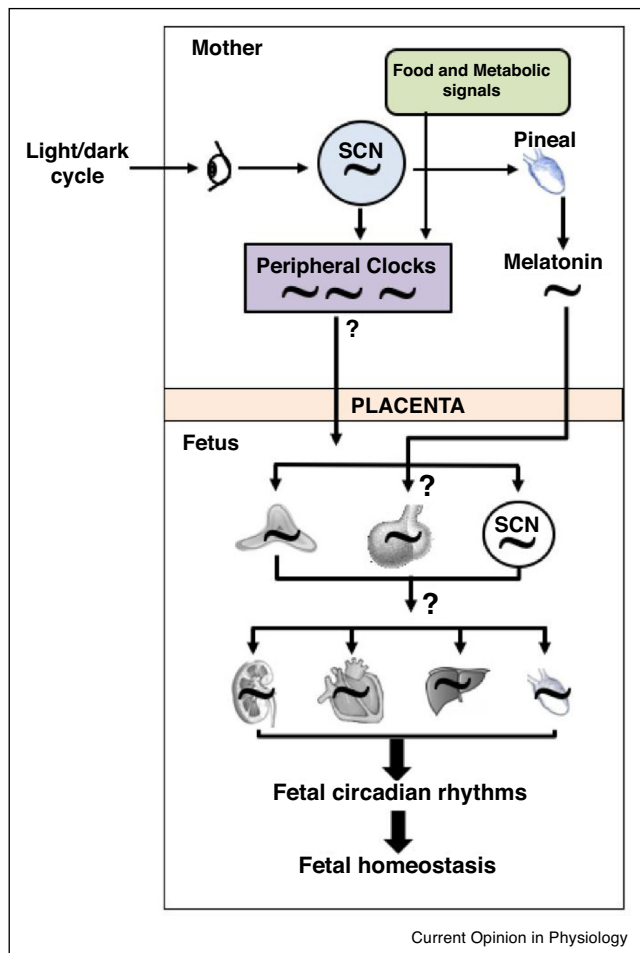 Mother
Food and Metabolic
signals
Light/dark
cycle
SCN
Pineal
Peripheral Clocks
Melatonin
?
PLACENTA
Fetus
?
SCN
?
Fetal circadian rhythms
Fetal homeostasis
Current Opinion in Physiology